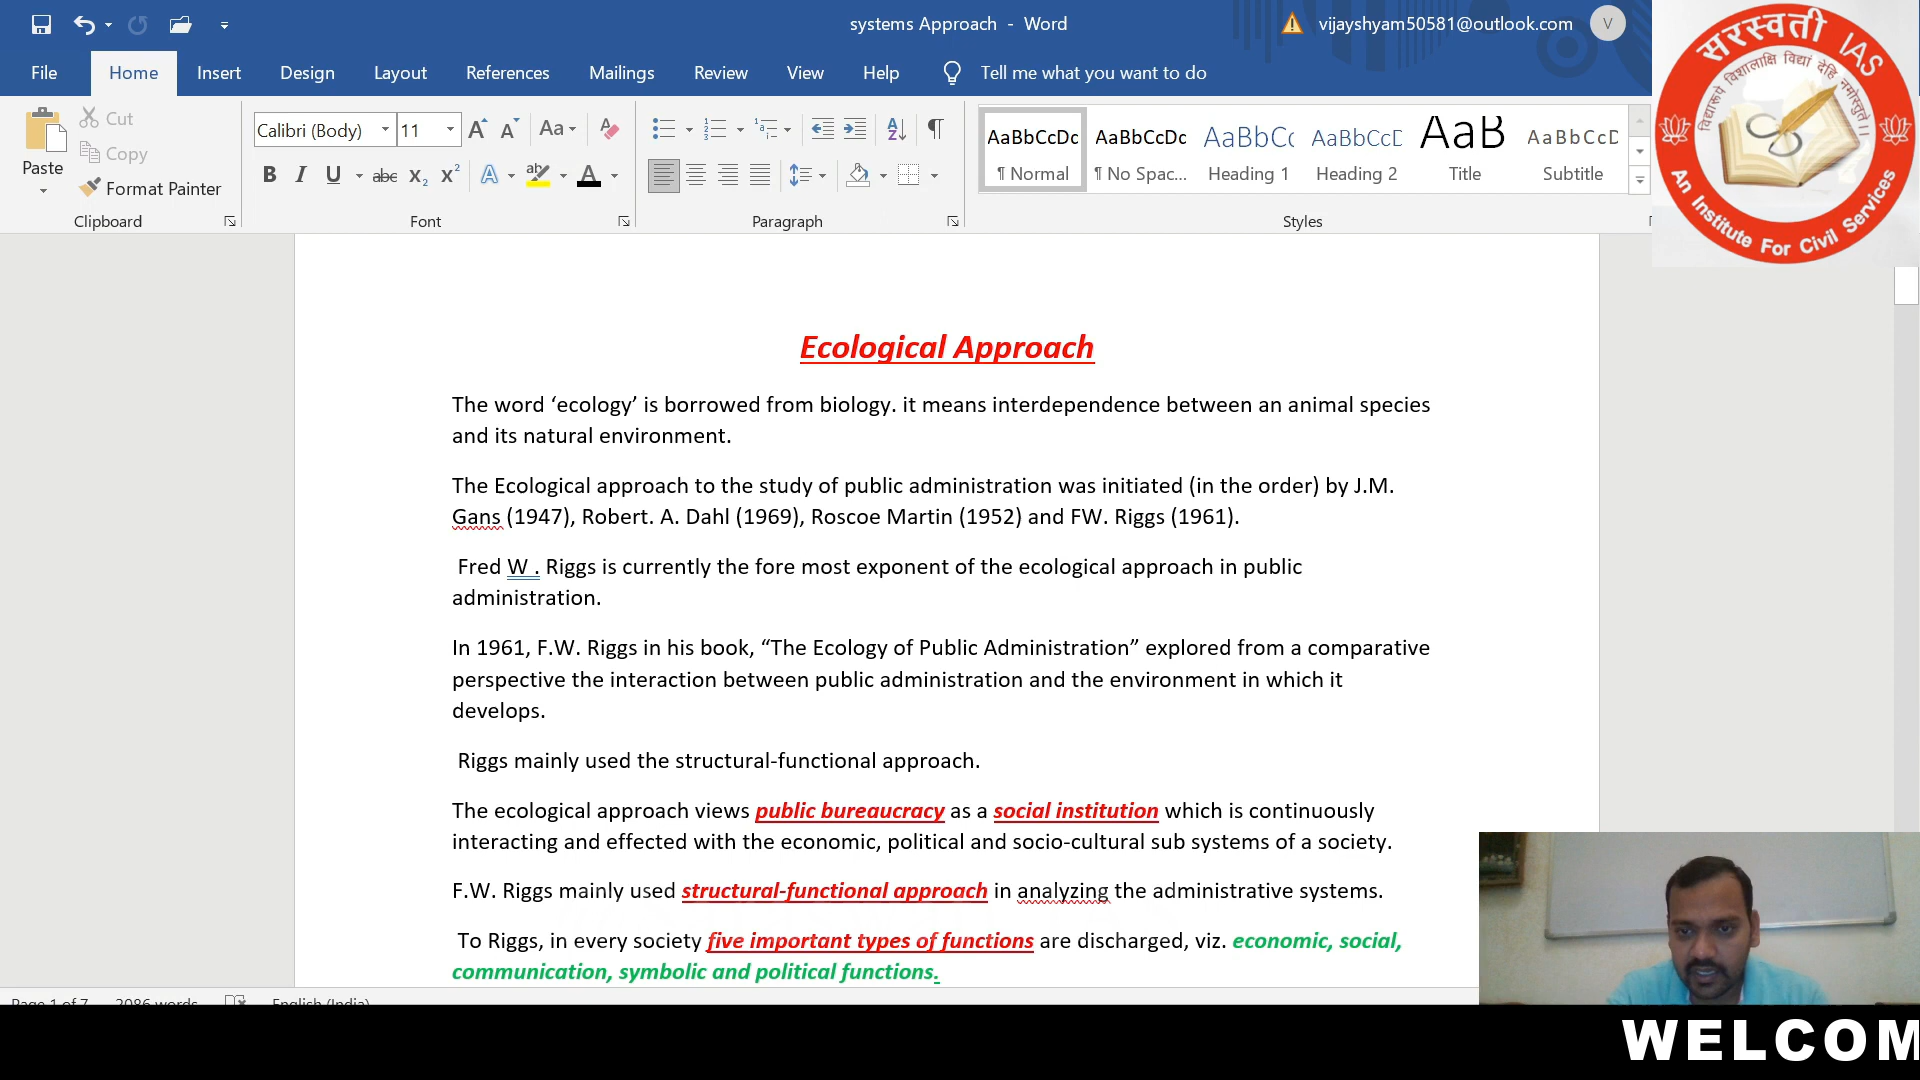 systems Approach - Word
vijayshyam50581@outlook.com
V
File Home Insert Design Layout References Mailings Review View Help Tell me what you want to do
Paste
Cut
Copy
Format Painter
Clipboard
Calibri (Body) 11
Font
Paragraph
AaBbCcDc AaBbCcDc AaBbCc AaBbCcD AaB AaBbCcD
¶ Normal ¶ No Spac... Heading 1 Heading 2 Title Subtitle
Styles
सरस्वती IAS
विद्यारूपे विशालाक्षि विद्यां देहि नमोस्तुते।।
An Institute For Civil Services
Ecological Approach
The word ‘ecology’ is borrowed from biology. it means interdependence between an animal species
and its natural environment.
The Ecological approach to the study of public administration was initiated (in the order) by J.M.
Gans (1947), Robert. A. Dahl (1969), Roscoe Martin (1952) and FW. Riggs (1961).
Fred W . Riggs is currently the fore most exponent of the ecological approach in public
administration.
In 1961, F.W. Riggs in his book, “The Ecology of Public Administration” explored from a comparative
perspective the interaction between public administration and the environment in which it
develops.
Riggs mainly used the structural-functional approach.
The ecological approach views public bureaucracy as a social institution which is continuously
interacting and effected with the economic, political and socio-cultural sub systems of a society.
F.W. Riggs mainly used structural-functional approach in analyzing the administrative systems.
To Riggs, in every society five important types of functions are discharged, viz. economic, social,
communication, symbolic and political functions.
Page 1 of 7 2086 words English (India)
WELCOM